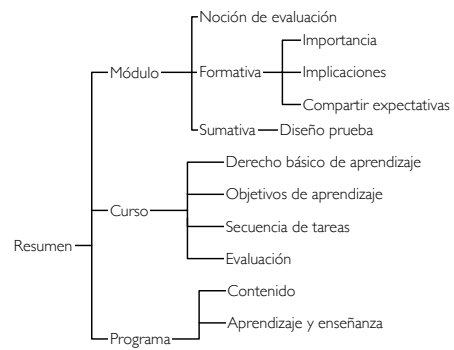 Noción de evaluación
Importancia
Módulo
Formativa
Implicaciones
Compartir expectativas
Sumativa
Diseño prueba
Derecho básico de aprendizaje
Objetivos de aprendizaje
Curso
Secuencia de tareas
Resumen
Evaluación
Contenido
Aprendizaje y enseñanza
Programa